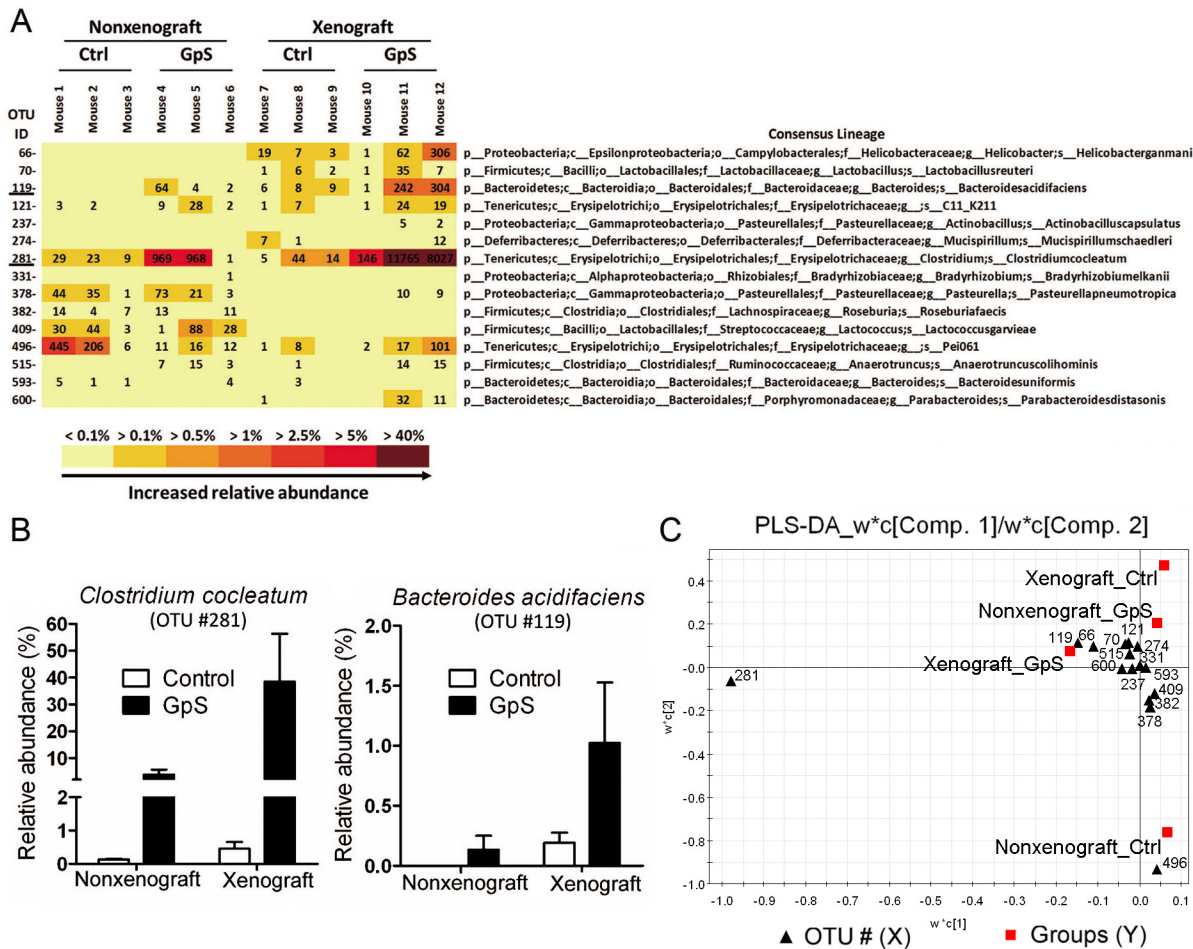 A
Nonxenograft Xenograft
Ctrl GpS Ctrl GpS
OTU ID
Mouse 1 Mouse 2 Mouse 3 Mouse 4 Mouse 5 Mouse 6 Mouse 7 Mouse 8 Mouse 9 Mouse 10 Mouse 11 Mouse 12
Consensus Lineage
66- 19 7 3 1 62 306 p__Proteobacteria;c__Epsilonproteobacteria;o__Campylobacterales;f__Helicobacteraceae;g__Helicobacter;s__Helicobacterganmani
70- 1 6 2 1 35 7 p__Firmicutes;c__Bacilli;o__Lactobacillales;f__Lactobacillaceae;g__Lactobacillus;s__Lactobacillusreuteri
119- 64 4 2 6 8 9 1 242 304 p__Bacteroidetes;c__Bacteroidia;o__Bacteroidales;f__Bacteroidaceae;g__Bacteroides;s__Bacteroidesacidifaciens
121- 3 2 9 28 2 1 7 1 24 19 p__Tenericutes;c__Erysipelotrichi;o__Erysipelotrichales;f__Erysipelotrichaceae;g__;s__C11_K211
237- 5 2 p__Proteobacteria;c__Gammaproteobacteria;o__Pasteurellales;f__Pasteurellaceae;g__Actinobacillus;s__Actinobacilluscapsulatus
274- 7 1 12 p__Deferribacteres;c__Deferribacteres;o__Deferribacterales;f__Deferribacteraceae;g__Mucispirillum;s__Mucispirillumschaedleri
281- 29 23 9 969 968 1 5 44 14 146 11765 8027 p__Tenericutes;c__Erysipelotrichi;o__Erysipelotrichales;f__Erysipelotrichaceae;g__Clostridium;s__Clostridiumcocleatum
331- 1 p__Proteobacteria;c__Alphaproteobacteria;o__Rhizobiales;f__Bradyrhizobiaceae;g__Bradyrhizobium;s__Bradyrhizobiumelkanii
378- 44 35 1 73 21 3 10 9 p__Proteobacteria;c__Gammaproteobacteria;o__Pasteurellales;f__Pasteurellaceae;g__Pasteurella;s__Pasteurellapneumotropica
382- 14 4 7 13 11 p__Firmicutes;c__Clostridia;o__Clostridiales;f__Lachnospiraceae;g__Roseburia;s__Roseburiafaecis
409- 30 44 3 1 88 28 p__Firmicutes;c__Bacilli;o__Lactobacillales;f__Streptococcaceae;g__Lactococcus;s__Lactococcusgarvieae
496- 445 206 6 11 16 12 1 8 2 17 101 p__Tenericutes;c__Erysipelotrichi;o__Erysipelotrichales;f__Erysipelotrichaceae;g__;s__Pei061
515- 7 15 3 1 14 15 p__Firmicutes;c__Clostridia;o__Clostridiales;f__Ruminococcaceae;g__Anaerotruncus;s__Anaerotruncuscolihominis
593- 5 1 1 4 3 p__Bacteroidetes;c__Bacteroidia;o__Bacteroidales;f__Bacteroidaceae;g__Bacteroides;s__Bacteroidesuniformis
600- 1 32 11 p__Bacteroidetes;c__Bacteroidia;o__Bacteroidales;f__Porphyromonadaceae;g__Parabacteroides;s__Parabacteroidesdistasonis
< 0.1% > 0.1% > 0.5% > 1% > 2.5% > 5% > 40%
Increased relative abundance
B
Clostridium cocleatum
(OTU #281)
Relative abundance (%)
60
50
40
30
20
10
2
1
0
Control
GpS
Nonxenograft Xenograft
Bacteroides acidifaciens
(OTU #119)
Relative abundance (%)
2.0
1.5
1.0
0.5
0.0
Control
GpS
Nonxenograft Xenograft
C
PLS-DA_w*c[Comp. 1]/w*c[Comp. 2]
w*c[2]
0.4
0.2
-0.0
-0.2
-0.4
-0.6
-0.8
-1.0
Xenograft_Ctrl
Nonxenograft_GpS
119 66 70 121
274
515
331
Xenograft_GpS
600
593
237
281
409
382
378
Nonxenograft_Ctrl
496
-1.0 -0.9 -0.8 -0.7 -0.6 -0.5 -0.4 -0.3 -0.2 -0.1 0.0 0.1
w*c[1]
OTU # (X) Groups (Y)